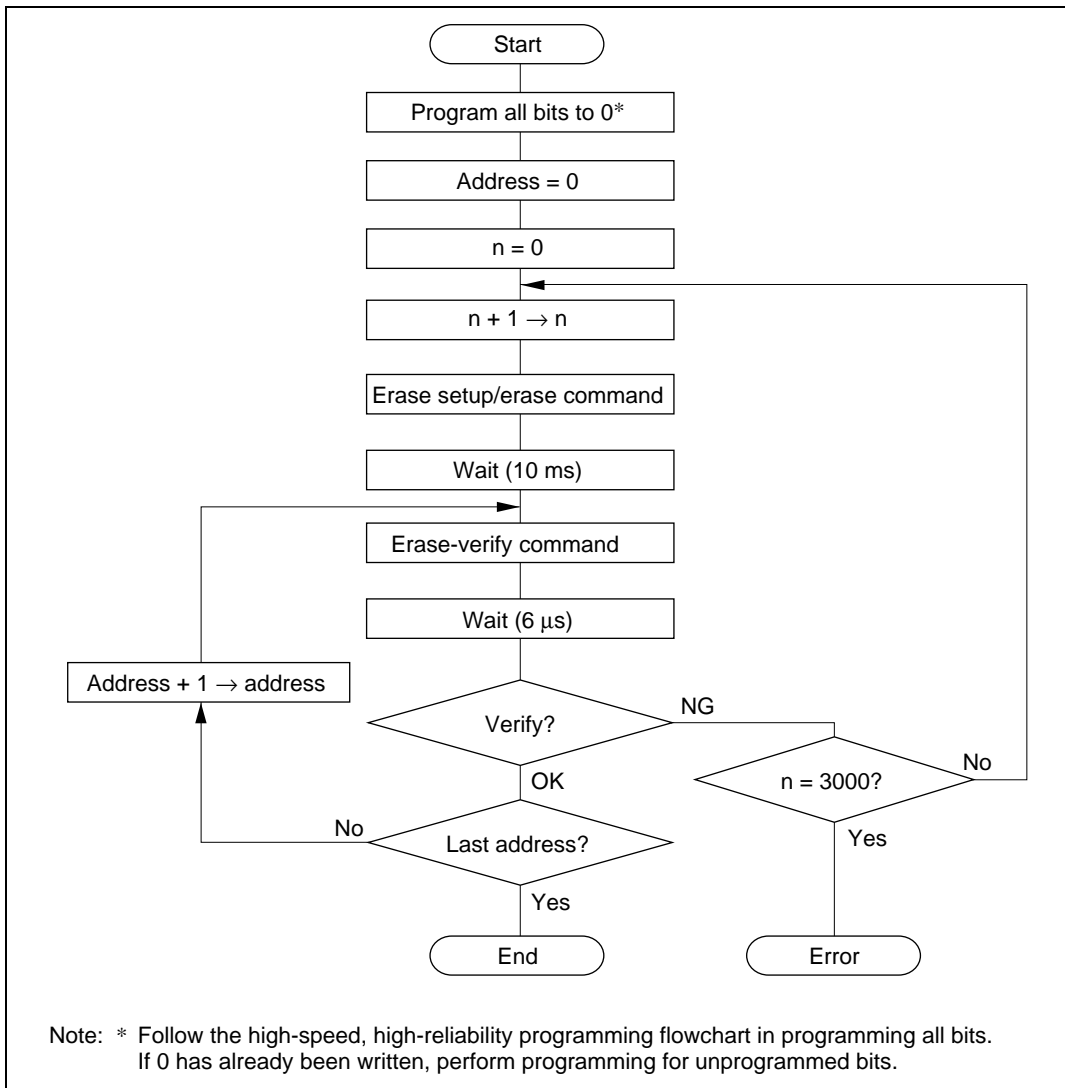 Start
Program all bits to 0*
Address = 0
n = 0
n + 1 → n
Erase setup/erase command
Wait (10 ms)
Erase-verify command
Wait (6 μs)
Address + 1 → address
Verify?
NG
OK
n = 3000?
No
Yes
Last address?
No
Yes
End
Error
Note: * Follow the high-speed, high-reliability programming flowchart in programming all bits.
If 0 has already been written, perform programming for unprogrammed bits.